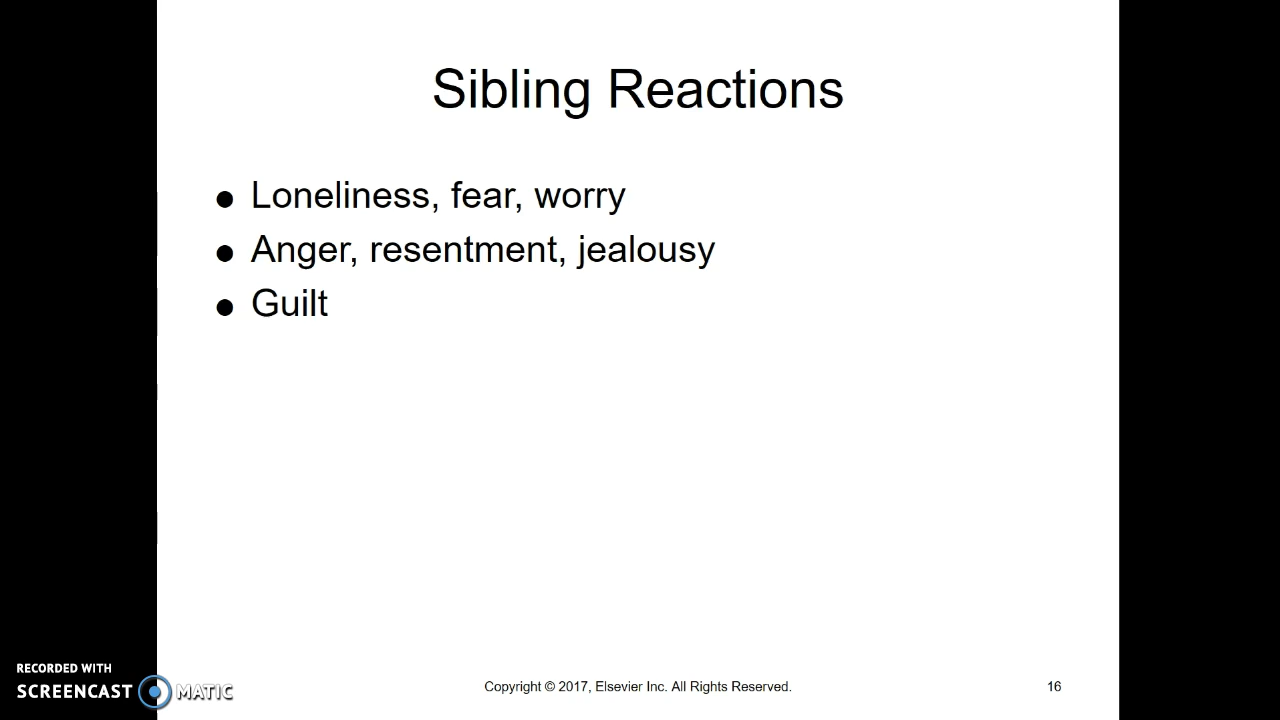 Sibling Reactions
● Loneliness, fear, worry
● Anger, resentment, jealousy
● Guilt
RECORDED WITH
SCREENCAST MATIC
Copyright © 2017, Elsevier Inc. All Rights Reserved.
16